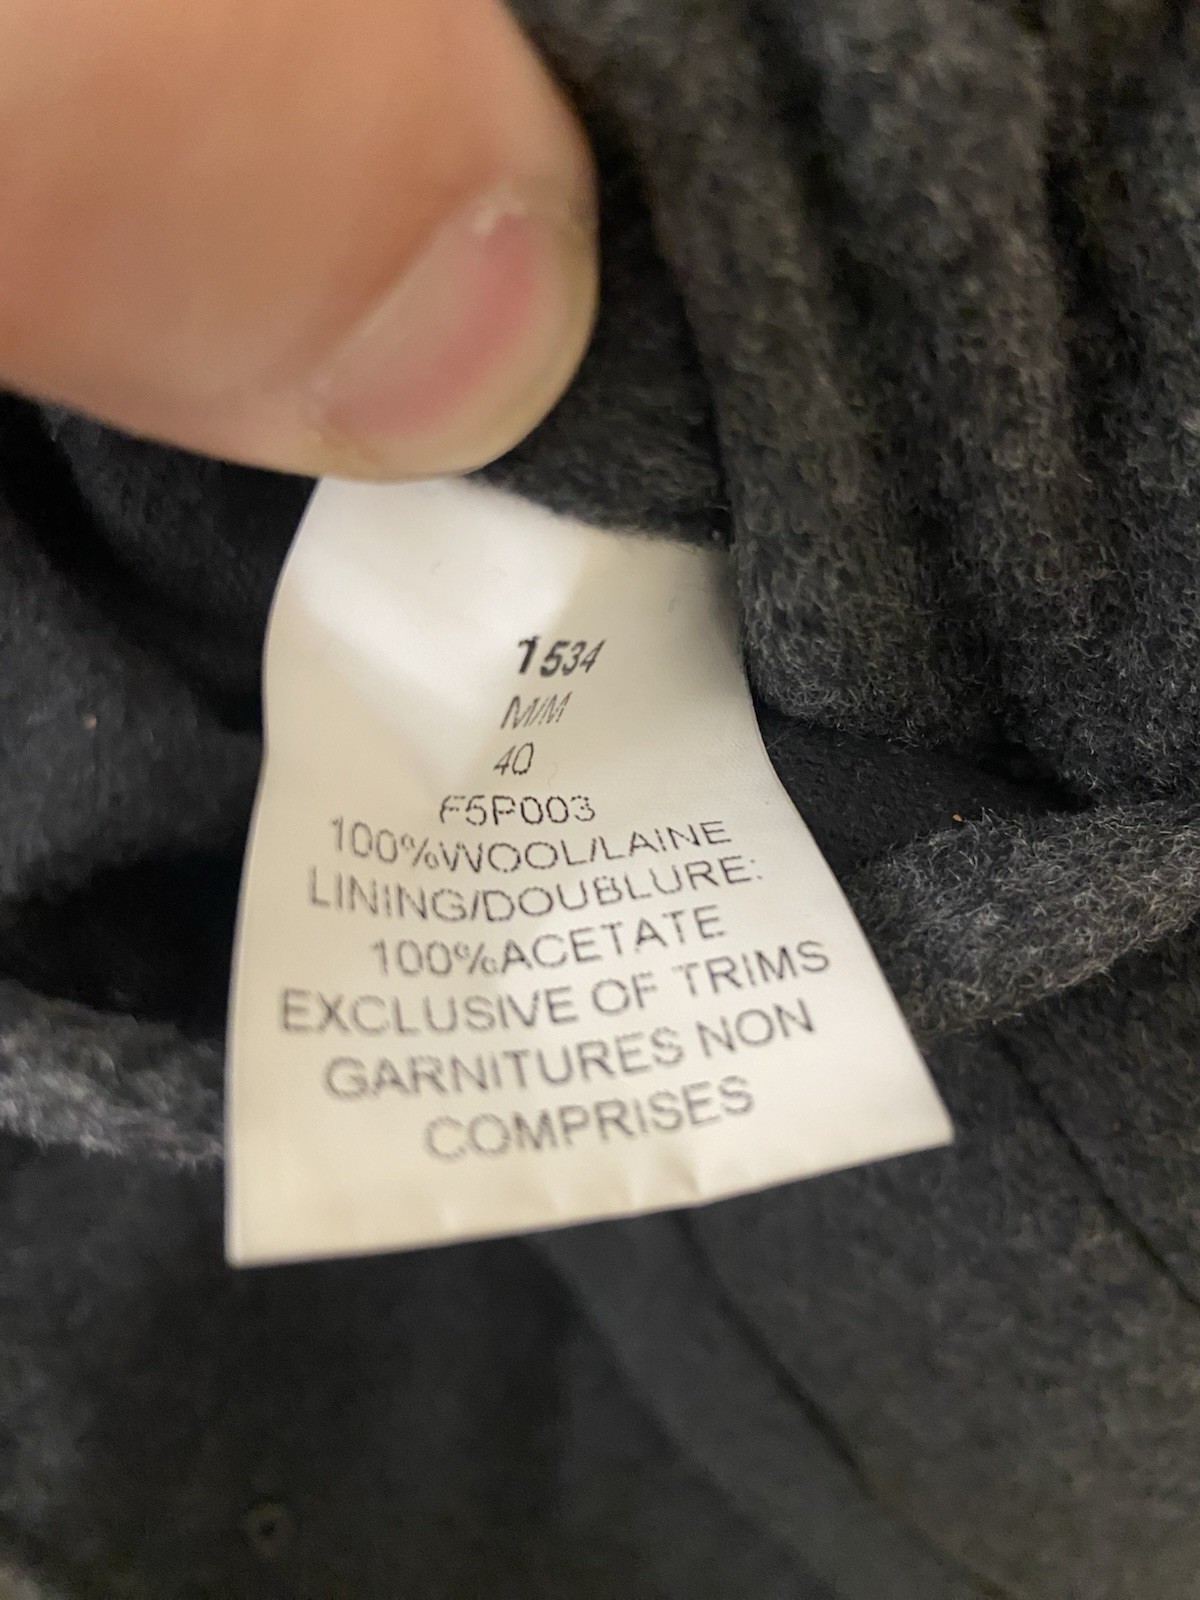 1534
M/M
40
F5P003
100%WOOL/LAINE
LINING/DOUBLURE:
100%ACETATE
EXCLUSIVE OF TRIMS
GARNITURES NON
COMPRISES